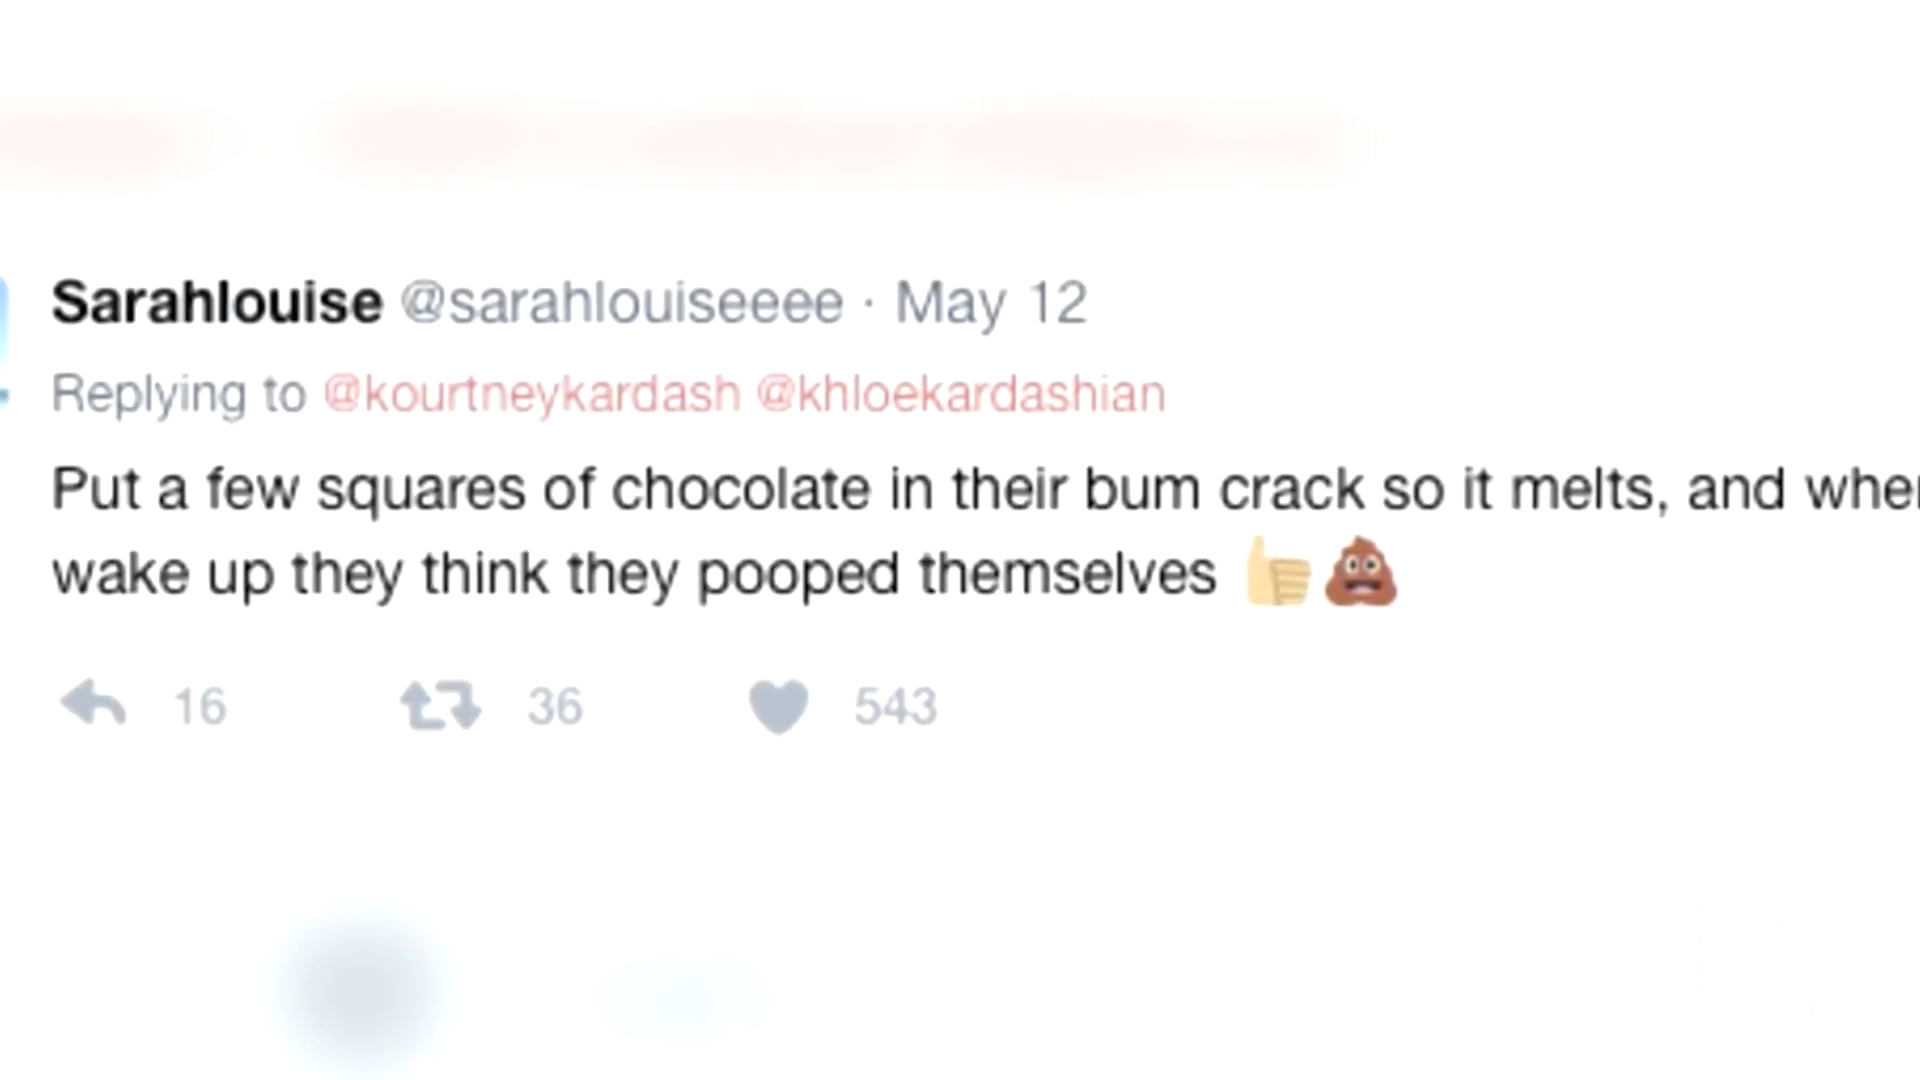 Sarahlouise @sarahlouiseeee · May 12
Replying to @kourtneykardash @khloekardashian
Put a few squares of chocolate in their bum crack so it melts, and
wake up they think they pooped themselves 👍💩
16 36 543